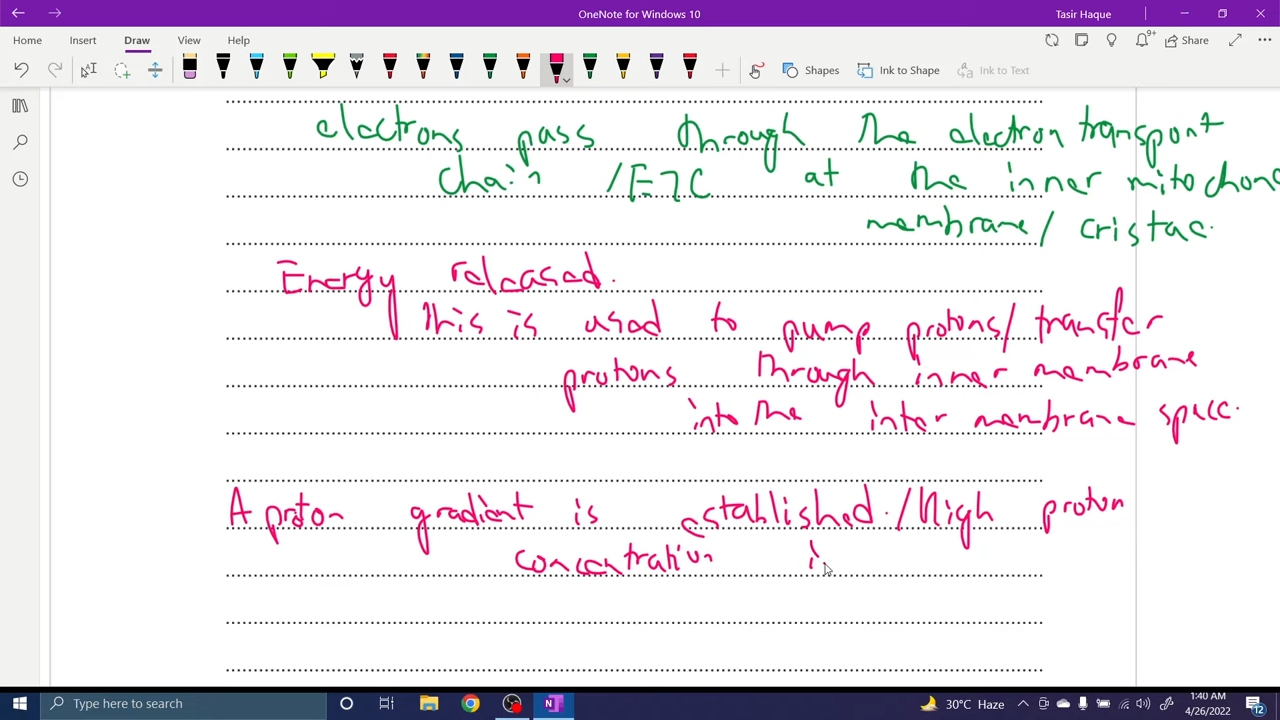 OneNote for Windows 10
Tasir Haque
Home Insert Draw View Help
9+
Share
Shapes
Ink to Shape
Ink to Text
electrons pass through the electron transport
chain /ETC at the inner mitochond
membrane/ cristae.
Energy released.
This is used to pump protons/ transfer
protons through inner membrane
into the inter membrane space.
A proton gradient is established. / High proton
concentration i
Type here to search
30°C Haze
1:40 AM
4/26/2022
12